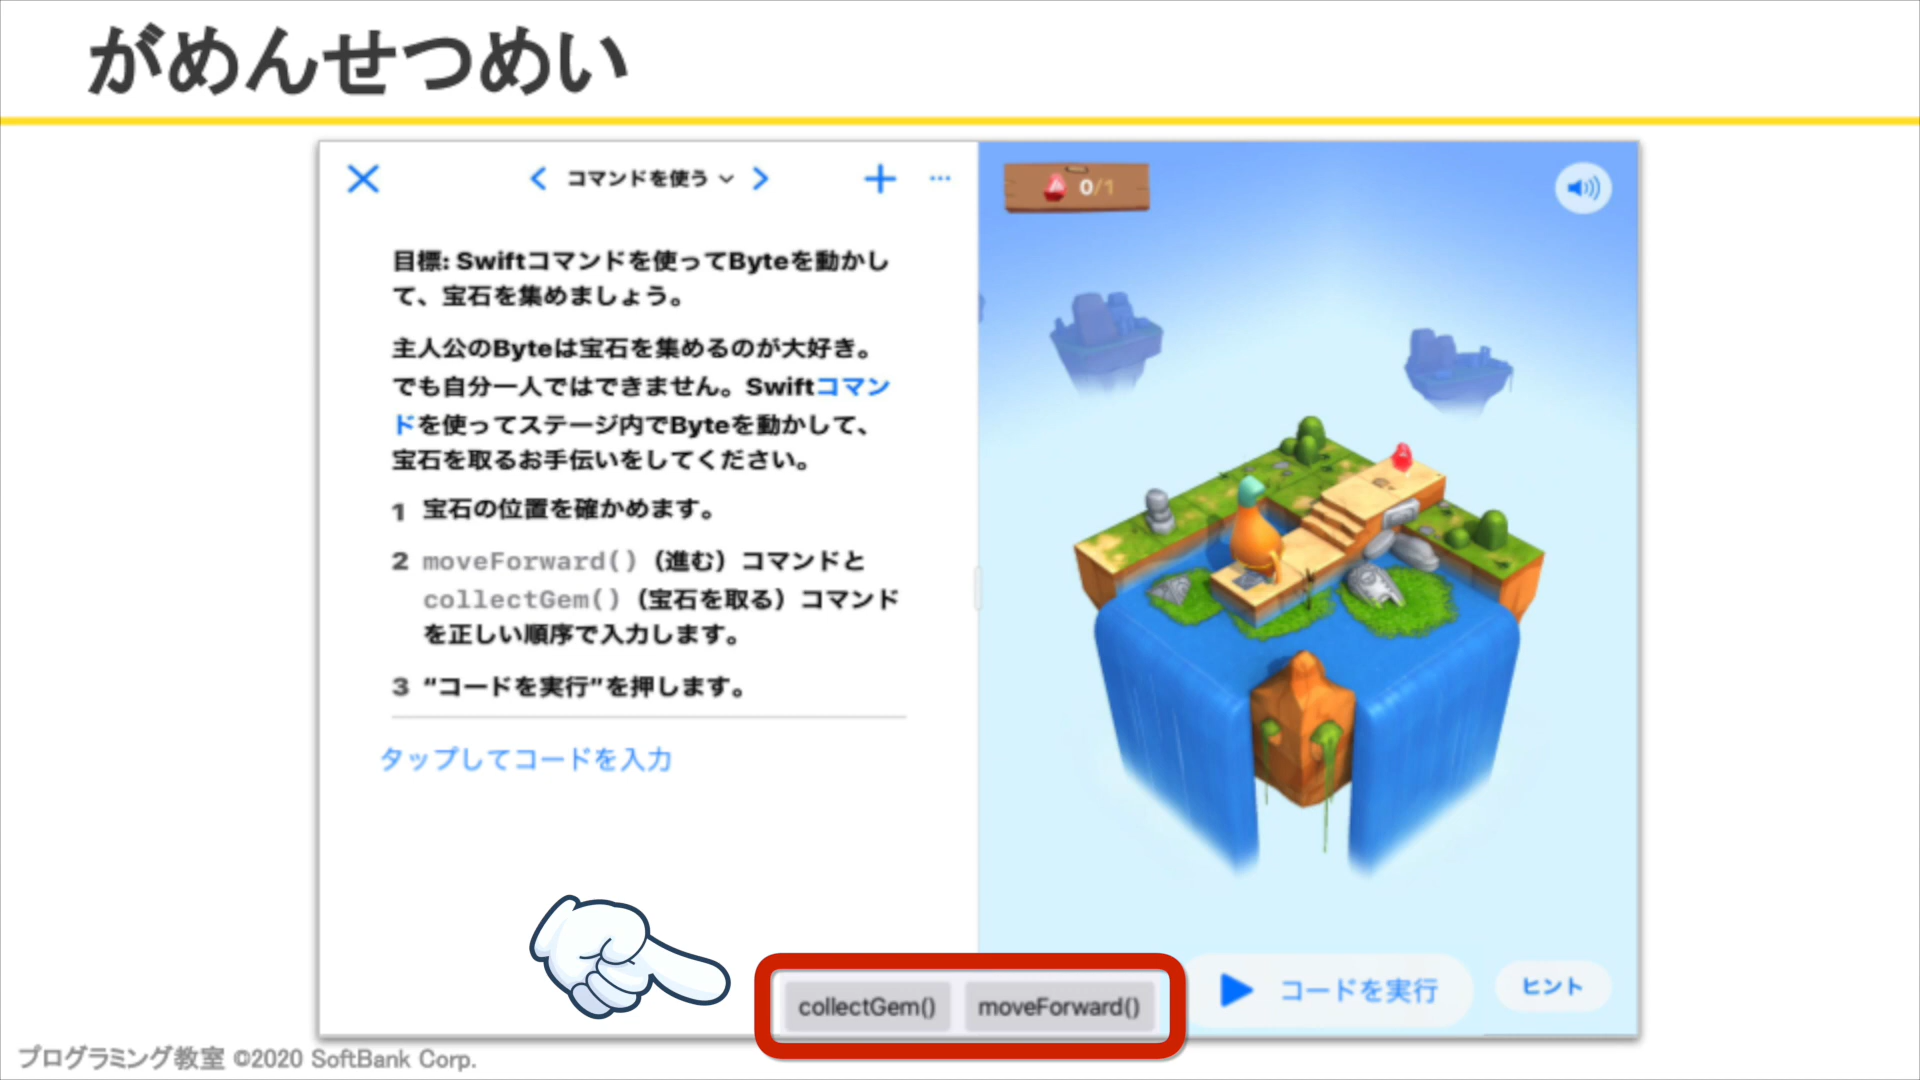 がめんせつめい
コマンドを使う
0/1
目標: Swiftコマンドを使ってByteを動かし
て、宝石を集めましょう。
主人公のByteは宝石を集めるのが大好き。
でも自分一人ではできません。Swiftコマン
ドを使ってステージ内でByteを動かして、
宝石を取るお手伝いをしてください。
1 宝石の位置を確かめます。
2 moveForward()（進む）コマンドと
collectGem()（宝石を取る）コマンド
を正しい順序で入力します。
3 “コードを実行”を押します。
タップしてコードを入力
collectGem() moveForward()
コードを実行
ヒント
プログラミング教室 ©2020 SoftBank Corp.